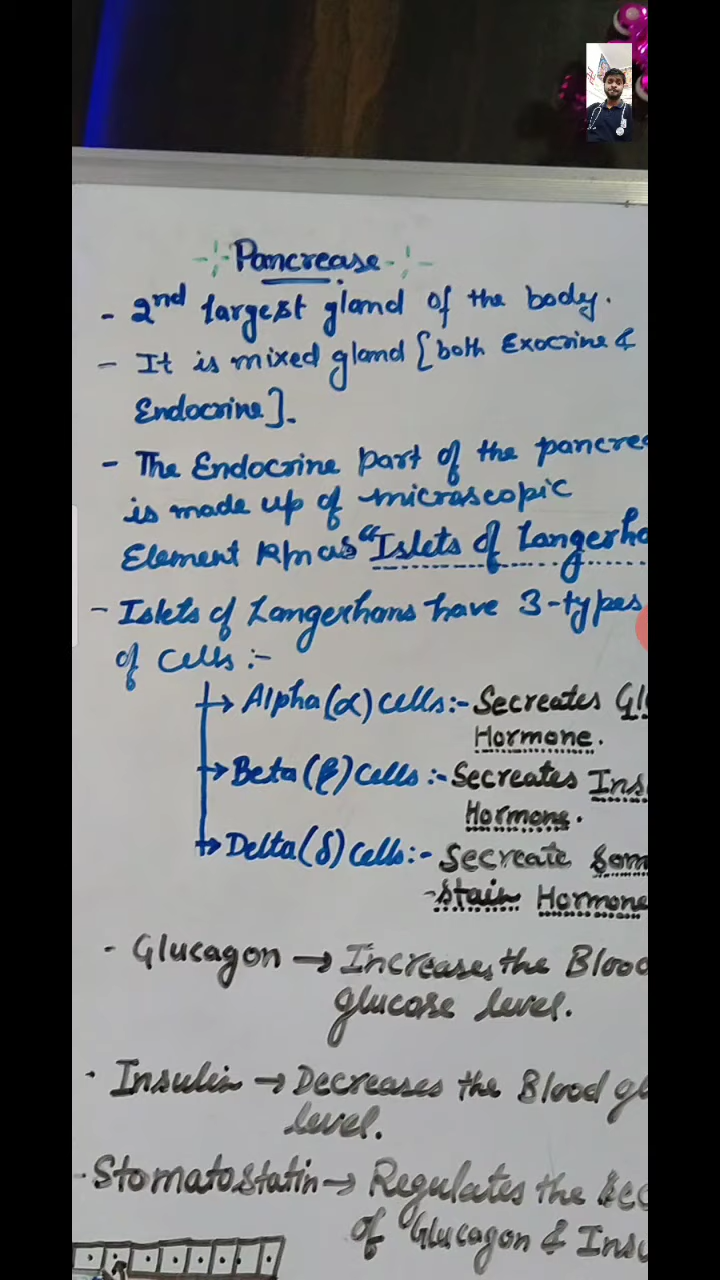 Pancrease
- 2nd largest gland of the body.
- It is mixed gland [both Exocrine &
Endocrine].
- The Endocrine part of the pancre
is made up of microscopic
Element k/n as "Islets of Langerha
- Islets of Langerhans have 3-types
of cells :-
→ Alpha (α) cells:- Secreates Gl
Hormone.
→ Beta (β) cells :- Secreates Ins
Hormone.
→ Delta (δ) cells:- Secreate Som
-stain Hormone
- Glucagon → Increases the Blood
glucose level.
· Insulin → Decreases the Blood gl
level.
- Stomatostatin → Regulates the sec
of Glucagon & Insu